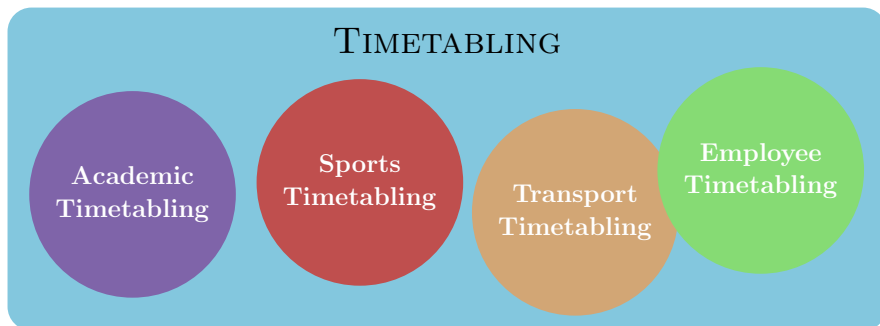 TIMETABLING
Academic
Timetabling
Sports
Timetabling
Transport
Timetabling
Employee
Timetabling